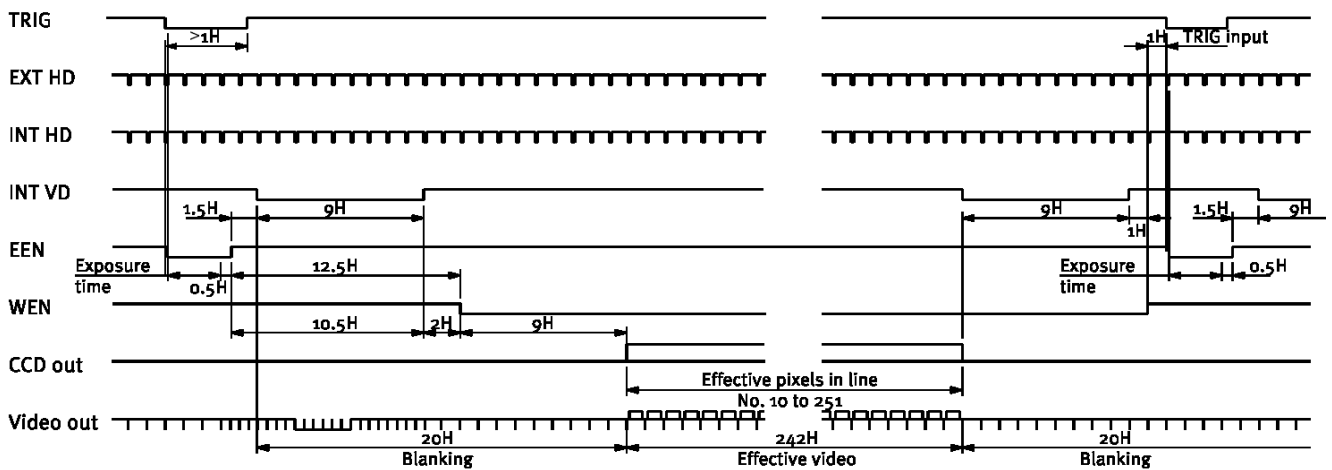 TRIG
>1H
1H
TRIG input
EXT HD
INT HD
INT VD
1.5H
9H
9H
1.5H
9H
1H
EEN
Exposure
time
0.5H
12.5H
Exposure
time
0.5H
WEN
10.5H
2H
9H
CCD out
Effective pixels in line
No. 10 to 251
Video out
20H
Blanking
242H
Effective video
20H
Blanking